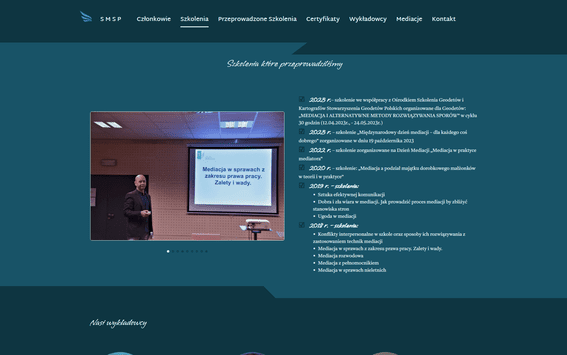 S M S P Członkowie Szkolenia Przeprowadzone Szkolenia Certyfikaty Wykładowcy Mediacje Kontakt
Szkolenia które przeprowadziliśmy
Mediacja w sprawach z
zakresu prawa pracy.
Zalety i wady.
2023 r. - szkolenie we współpracy z Ośrodkiem Szkolenia Geodetów i
Kartografów Stowarzyszenia Geodetów Polskich organizowane dla Geodetów:
„MEDIACJA I ALTERNATYWNE METODY ROZWIĄZYWANIA SPORÓW" w cyklu
30 godzin (12.04.2023r., - 24.05.2023r.)
2023 r. - szkolenie „Międzynarodowy dzień mediacji - dla każdego coś
dobrego" zorganizowane w dniu 19 października 2023
2022 r. - szkolenie zorganizowane na Dzień Mediacji „Mediacja w praktyce
mediatora"
2020 r. - szkolenie: „Mediacja a podział majątku dorobkowego małżonków
w teorii i w praktyce"
2019 r. - szkolenia:
• Sztuka efektywnej komunikacji
• Dobra i zła wiara w mediacji. Jak prowadzić proces mediacji by zbliżyć
stanowiska stron
• Ugoda w mediacji
2018 r. - szkolenia:
• Konflikty interpersonalne w szkole oraz sposoby ich rozwiązywania z
zastosowaniem technik mediacji
• Mediacja w sprawach z zakresu prawa pracy. Zalety i wady.
• Mediacja rozwodowa
• Mediacja z pełnomocnikiem
• Mediacja w sprawach nieletnich
Nasi wykładowcy